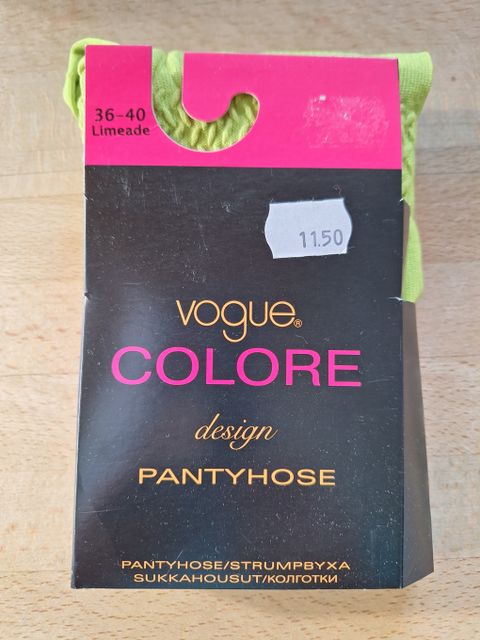 36-40
Limeade
11.50
vogue®
COLORE
design
PANTYHOSE
PANTYHOSE/STRUMPBYXA
SUKKAHOUSUT/КОЛГОТКИ